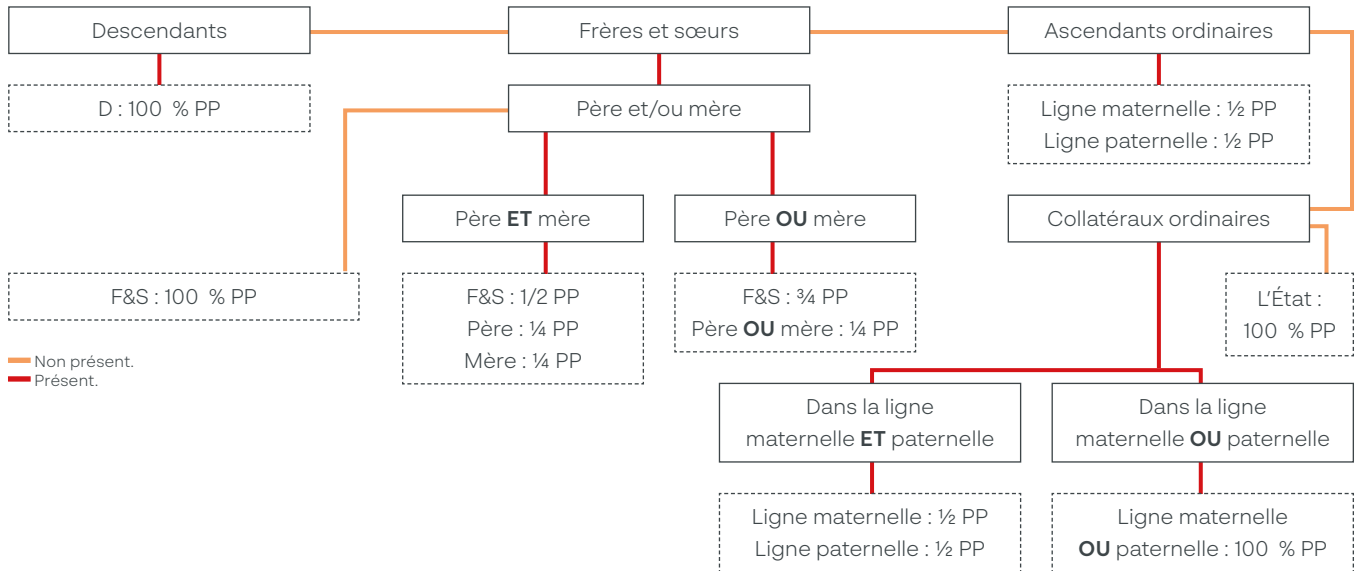 Descendants
Frères et sœurs
Ascendants ordinaires
D : 100 % PP
Père et/ou mère
Ligne maternelle : ½ PP
Ligne paternelle : ½ PP
Père ET mère
Père OU mère
Collatéraux ordinaires
F&S : 100 % PP
F&S : 1/2 PP
Père : ¼ PP
Mère : ¼ PP
F&S : ¾ PP
Père OU mère : ¼ PP
L'État :
100 % PP
Non présent.
Présent.
Dans la ligne
maternelle ET paternelle
Dans la ligne
maternelle OU paternelle
Ligne maternelle : ½ PP
Ligne paternelle : ½ PP
Ligne maternelle
OU paternelle : 100 % PP